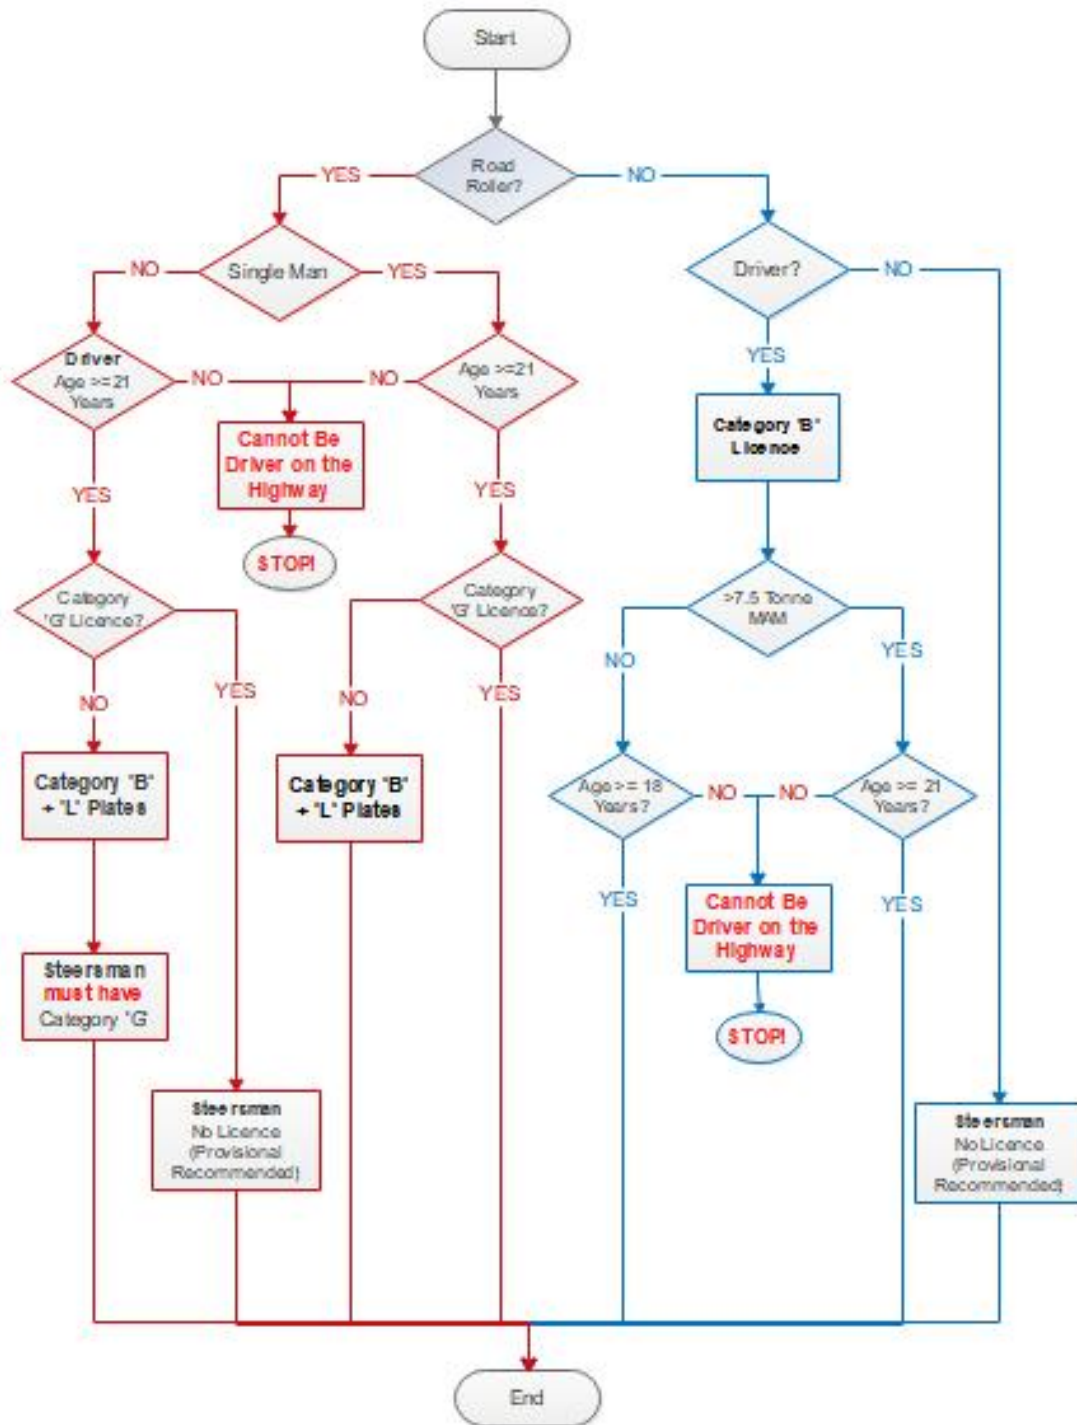 Start
Road
Roller?
YES
NO
Single Man
Driver?
NO
YES
NO
Driver
Age >=21
Years
NO
NO
Age >=21
Years
YES
Cannot Be
Driver on the
Highway
Category "B"
Licence
YES
YES
STOP!
Category
'G' Licence?
Category
'G' Licence?
>7.5 Tonne
MAM
NO
YES
NO
YES
NO
YES
Category "B"
+ "L" Plates
Category "B"
+ "L" Plates
Age >= 18
Years?
NO
NO
Age >= 21
Years?
YES
YES
Cannot Be
Driver on the
Highway
Steersman
must have
Category "G'
STOP!
Steersman
No Licence
(Provisional
Recommended)
Steersman
No Licence
(Provisional
Recommended)
End